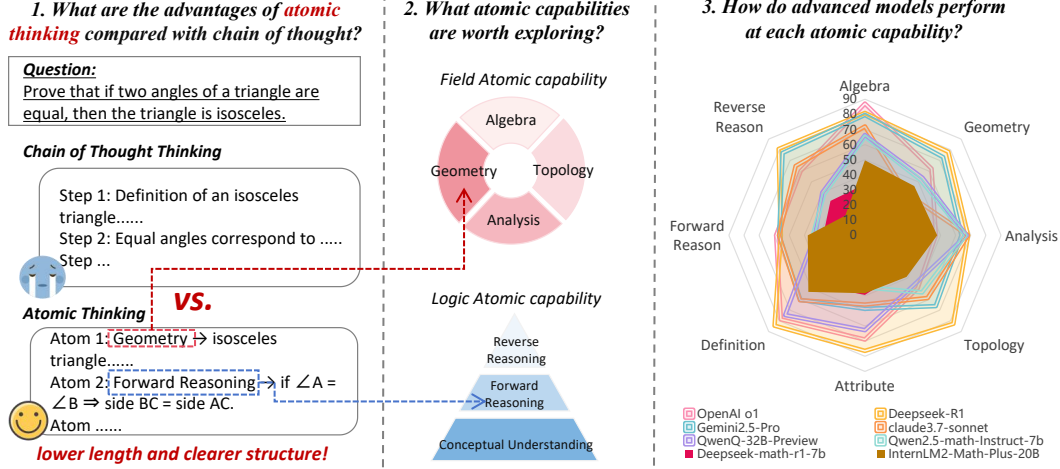 1. What are the advantages of atomic
thinking compared with chain of thought?
Question:
Prove that if two angles of a triangle are
equal, then the triangle is isosceles.
Chain of Thought Thinking
Step 1: Definition of an isosceles
triangle......
Step 2: Equal angles correspond to .....
Step ...
VS.
Atomic Thinking
Atom 1: Geometry → isosceles
triangle......
Atom 2: Forward Reasoning → if ∠A =
∠B ⇒ side BC = side AC.
Atom ......
lower length and clearer structure!
2. What atomic capabilities
are worth exploring?
Field Atomic capability
Algebra
Geometry
Topology
Analysis
Logic Atomic capability
Reverse
Reasoning
Forward
Reasoning
Conceptual Understanding
3. How do advanced models perform
at each atomic capability?
Algebra
Reverse
Reason
Geometry
Forward
Reason
Analysis
Definition
Topology
Attribute
90
80
70
60
50
40
30
20
10
0
OpenAI o1
Deepseek-R1
Gemini2.5-Pro
claude3.7-sonnet
QwenQ-32B-Preview
Qwen2.5-math-Instruct-7b
Deepseek-math-r1-7b
InternLM2-Math-Plus-20B